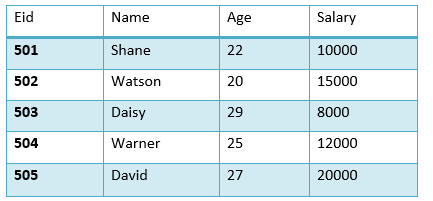 Eid Name Age Salary
501 Shane 22 10000
502 Watson 20 15000
503 Daisy 29 8000
504 Warner 25 12000
505 David 27 20000